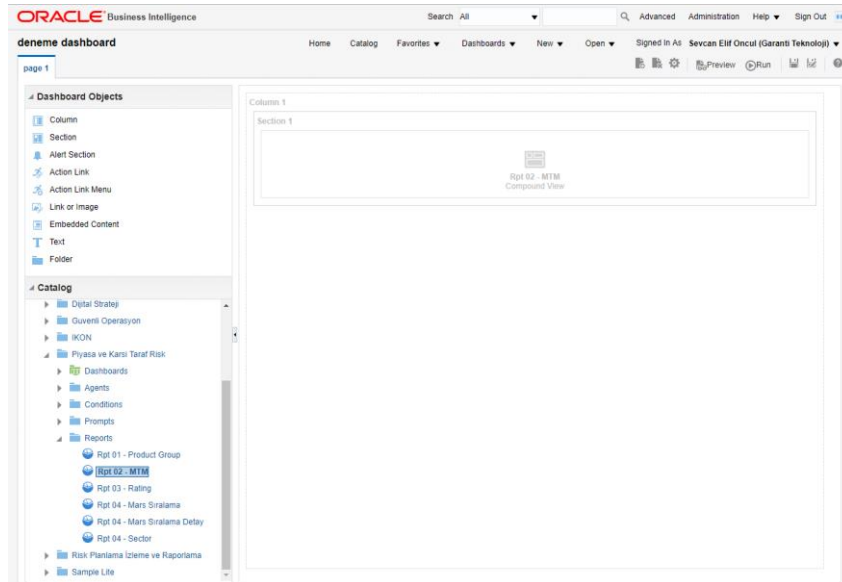 ORACLE Business Intelligence
Search All Advanced Administration Help Sign Out
deneme dashboard
Home Catalog Favorites Dashboards New Open Signed In As Sevcan Elif Oncul (Garanti Teknoloji)
page 1
Preview Run
Dashboard Objects
Column
Section
Alert Section
Action Link
Action Link Menu
Link or Image
Embedded Content
Text
Folder
Column 1
Section 1
Rpt 02 - MTM
Compound View
Catalog
Dijital Strateji
Guvenli Operasyon
IKON
Piyasa ve Karsi Taraf Risk
Dashboards
Agents
Conditions
Prompts
Reports
Rpt 01 - Product Group
Rpt 02 - MTM
Rpt 03 - Rating
Rpt 04 - Mars Sıralama
Rpt 04 - Mars Sıralama Detay
Rpt 04 - Sector
Risk Planlama İzleme ve Raporlama
Sample Lite